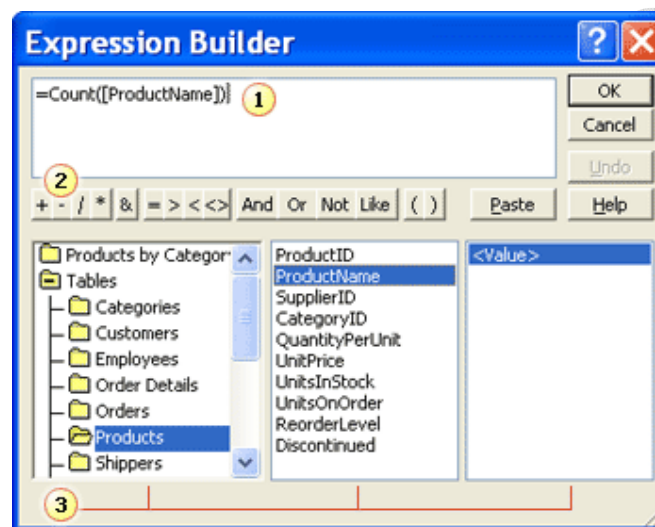 Expression Builder
?
=Count([ProductName])
1
OK
Cancel
Undo
2
+ - / * & = > < <> And Or Not Like ( ) Paste Help
Products by Categor
Tables
Categories
Customers
Employees
Order Details
Orders
Products
Shippers
ProductID
ProductName
SupplierID
CategoryID
QuantityPerUnit
UnitPrice
UnitsInStock
UnitsOnOrder
ReorderLevel
Discontinued
<Value>
3